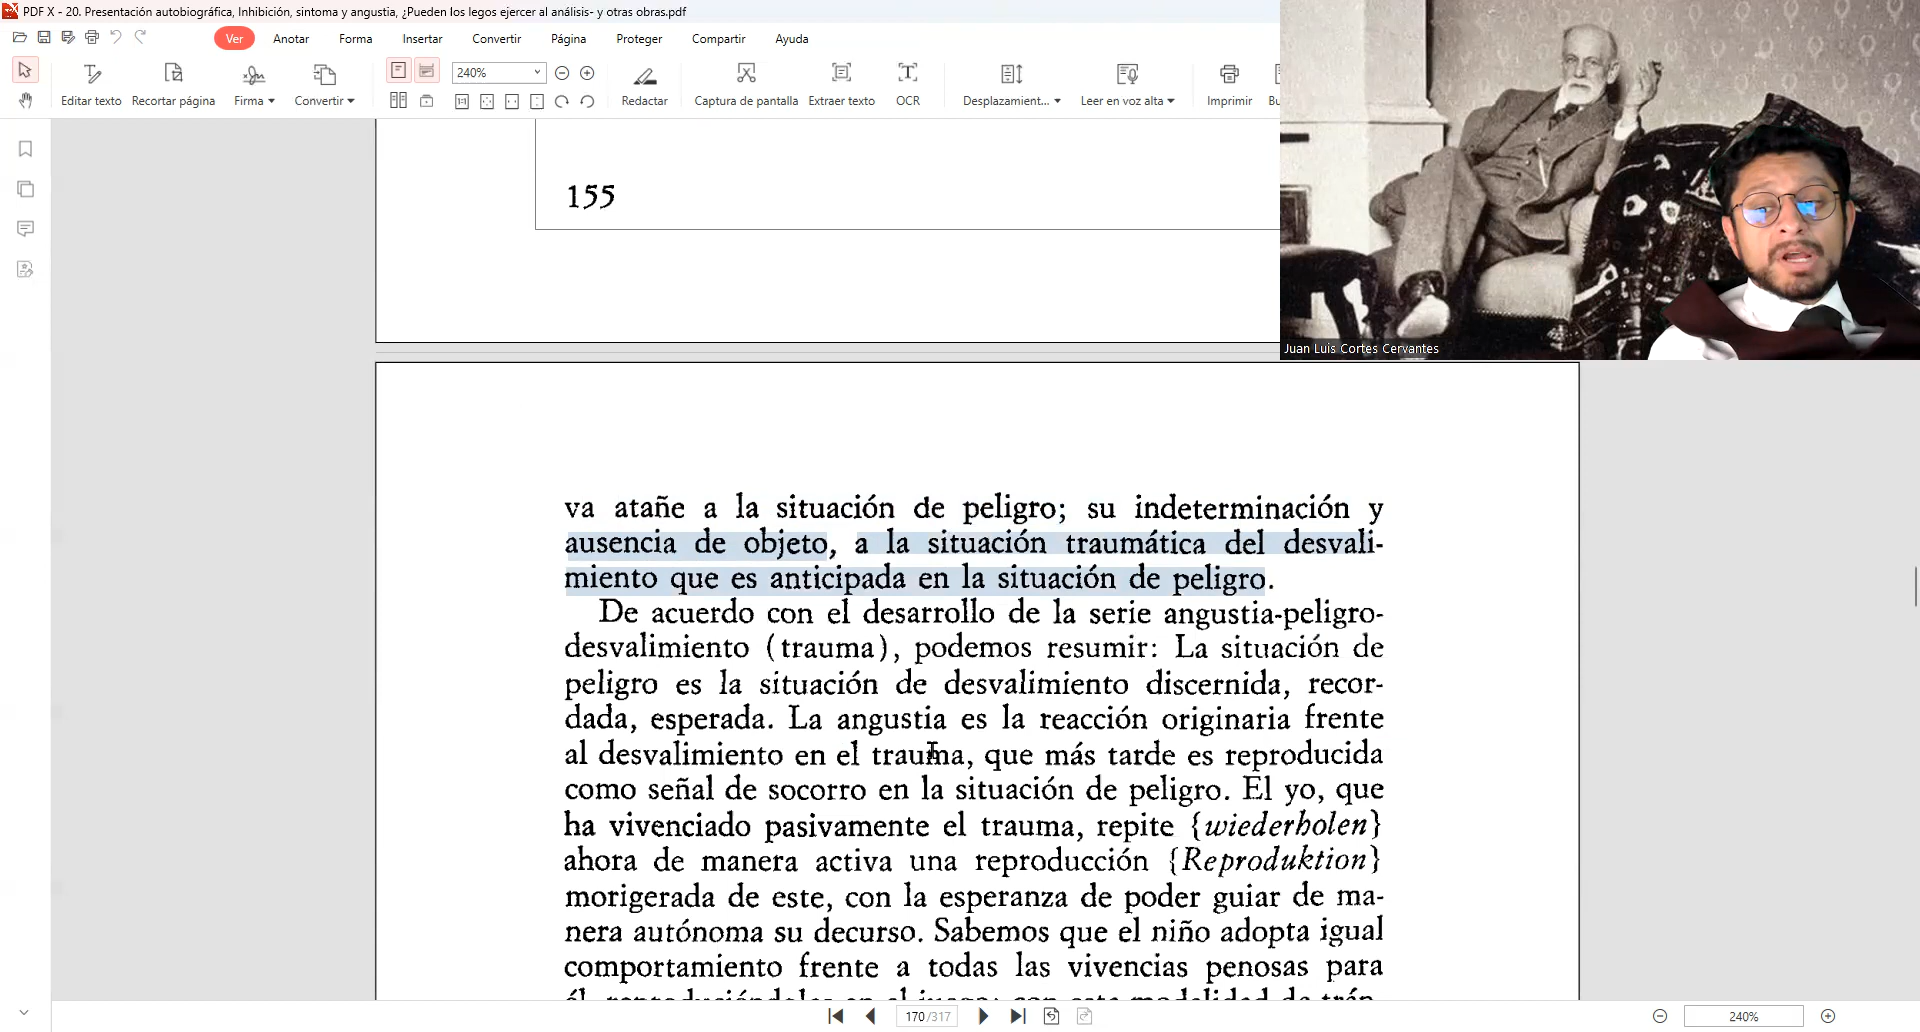 PDF X - 20. Presentación autobiográfica, Inhibición, sintoma y angustia, ¿Pueden los legos ejercer al análisis- y otras obras.pdf
Ver Anotar Forma Insertar Convertir Página Proteger Compartir Ayuda
240%
Editar texto Recortar página Firma Convertir Redactar Captura de pantalla Extraer texto OCR Desplazamient... Leer en voz alta Imprimir Bu
Juan Luis Cortes Cervantes
155
va atañe a la situación de peligro; su indeterminación y
ausencia de objeto, a la situación traumática del desvali-
miento que es anticipada en la situación de peligro.
De acuerdo con el desarrollo de la serie angustia-peligro-
desvalimiento (trauma), podemos resumir: La situación de
peligro es la situación de desvalimiento discernida, recor-
dada, esperada. La angustia es la reacción originaria frente
al desvalimiento en el trauma, que más tarde es reproducida
como señal de socorro en la situación de peligro. El yo, que
ha vivenciado pasivamente el trauma, repite {wiederholen}
ahora de manera activa una reproducción {Reproduktion}
morigerada de este, con la esperanza de poder guiar de ma-
nera autónoma su decurso. Sabemos que el niño adopta igual
comportamiento frente a todas las vivencias penosas para
170/317
240%